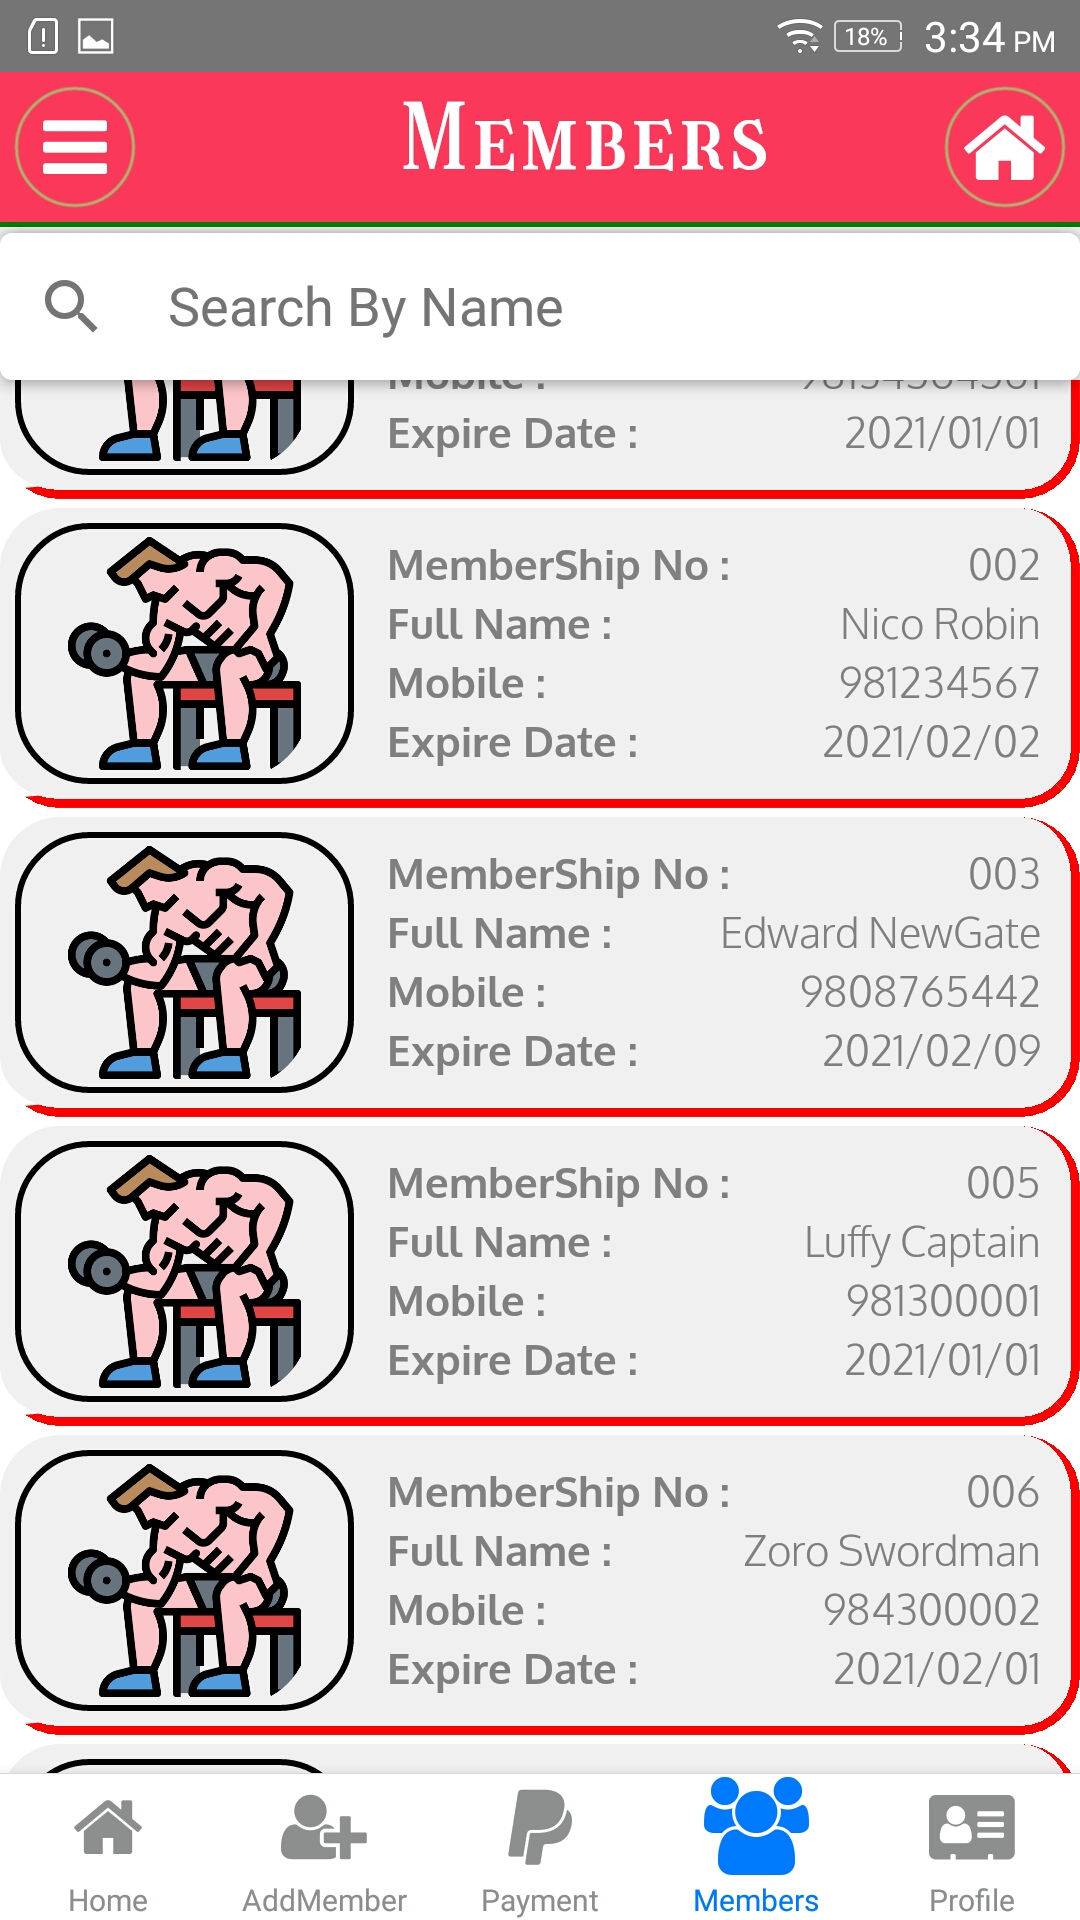 18% 3:34 PM
Members
Search By Name
Mobile :
Expire Date : 2021/01/01
MemberShip No : 002
Full Name : Nico Robin
Mobile : 981234567
Expire Date : 2021/02/02
MemberShip No : 003
Full Name : Edward NewGate
Mobile : 9808765442
Expire Date : 2021/02/09
MemberShip No : 005
Full Name : Luffy Captain
Mobile : 981300001
Expire Date : 2021/01/01
MemberShip No : 006
Full Name : Zoro Swordman
Mobile : 984300002
Expire Date : 2021/02/01
Home AddMember Payment Members Profile